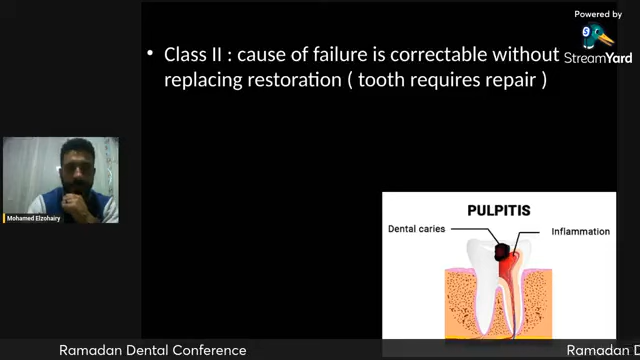 Powered by
StreamYard
• Class II : cause of failure is correctable without
replacing restoration ( tooth requires repair )
Mohamed Elzohairy
PULPITIS
Dental caries
Inflammation
Ramadan Dental Conference
Ramadan D